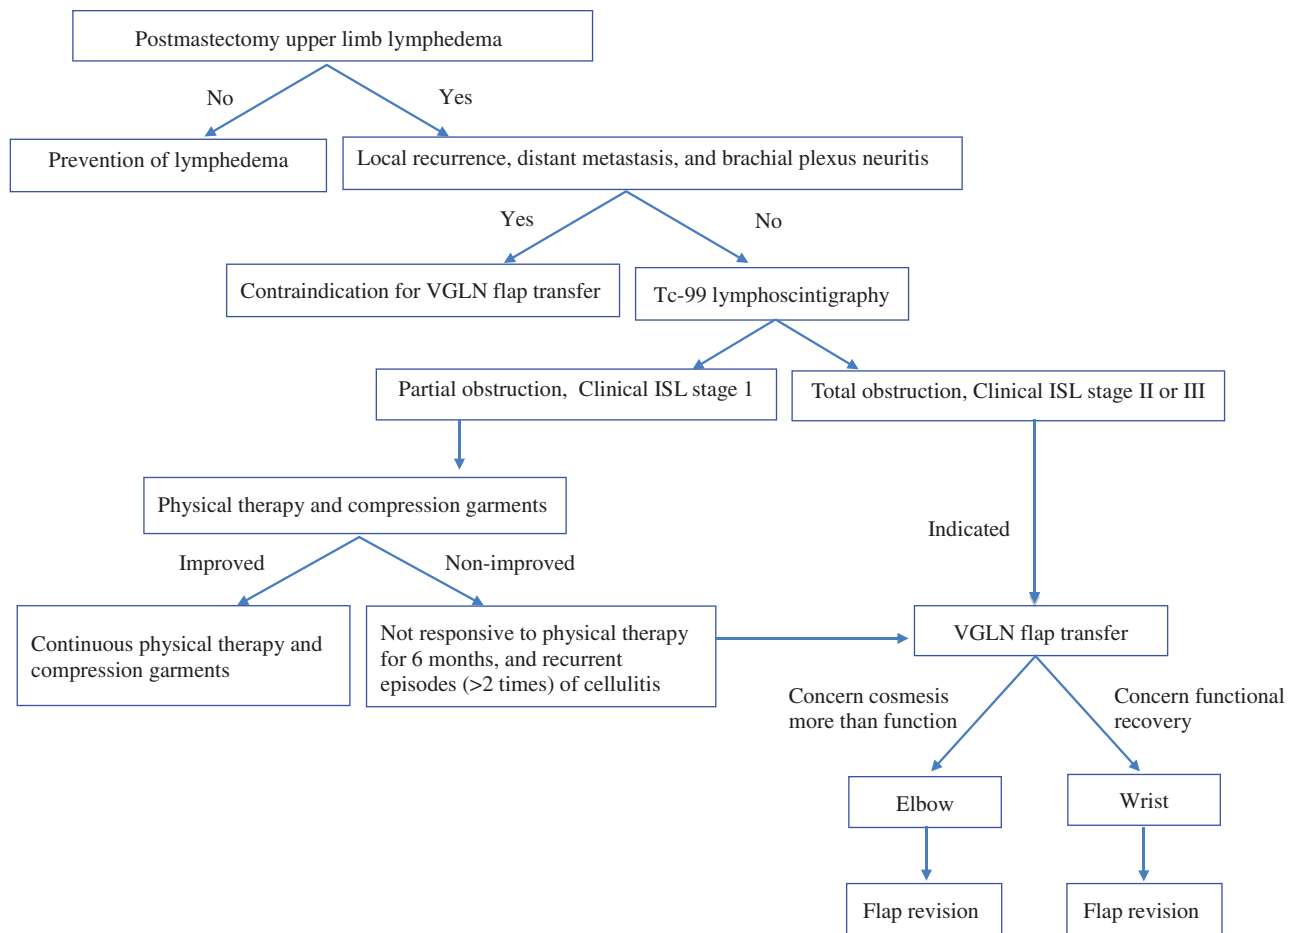 Postmastectomy upper limb lymphedema
No
Yes
Prevention of lymphedema
Local recurrence, distant metastasis, and brachial plexus neuritis
Yes
No
Contraindication for VGLN flap transfer
Tc-99 lymphoscintigraphy
Partial obstruction, Clinical ISL stage 1
Total obstruction, Clinical ISL stage II or III
Physical therapy and compression garments
Indicated
Improved
Non-improved
Continuous physical therapy and
compression garments
Not responsive to physical therapy
for 6 months, and recurrent
episodes (>2 times) of cellulitis
VGLN flap transfer
Concern cosmesis
more than function
Concern functional
recovery
Elbow
Wrist
Flap revision
Flap revision